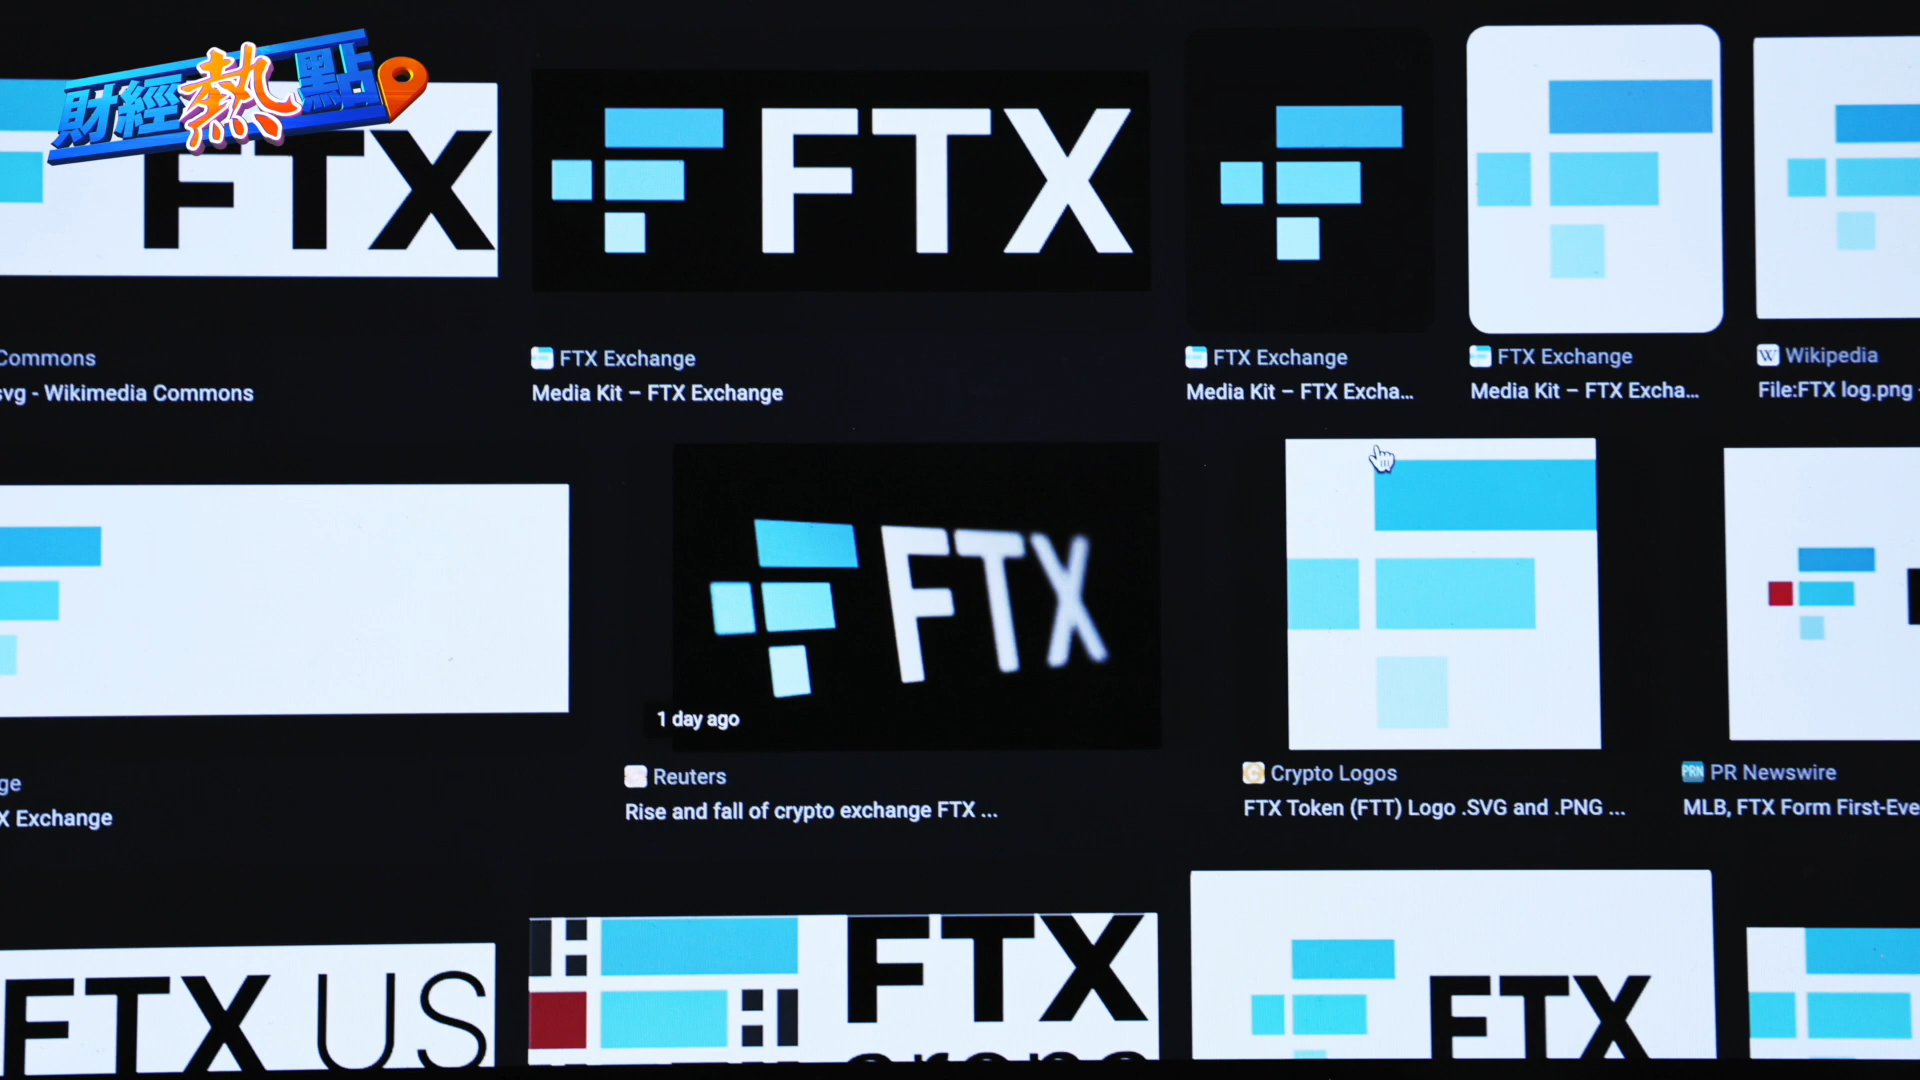 財經熱點
FTX
FTX
FTX Exchange
Media Kit – FTX Exchange
FTX Exchange
Media Kit – FTX Excha...
FTX Exchange
Media Kit – FTX Excha...
Wikipedia
File:FTX log.png
Commons
svg - Wikimedia Commons
FTX
1 day ago
Reuters
Rise and fall of crypto exchange FTX ...
Crypto Logos
FTX Token (FTT) Logo .SVG and .PNG ...
PRN
PR Newswire
MLB, FTX Form First-Eve
ge
X Exchange
FTX US
FTX
arena
FTX